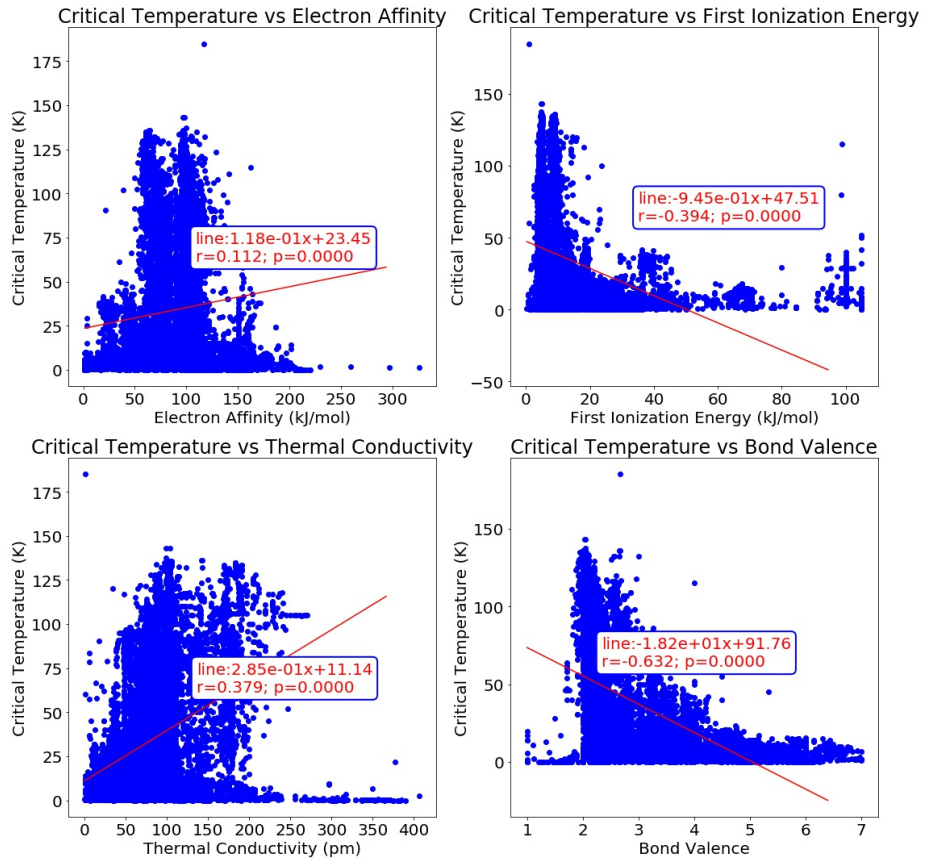 Critical Temperature vs Electron Affinity
Critical Temperature (K)
175
150
125
100
75
50
25
0
line:1.18e-01x+23.45
r=0.112; p=0.0000
0 50 100 150 200 250 300
Electron Affinity (kJ/mol)
Critical Temperature vs First Ionization Energy
Critical Temperature (K)
150
100
50
0
−50
line:-9.45e-01x+47.51
r=-0.394; p=0.0000
0 20 40 60 80 100
First Ionization Energy (kJ/mol)
Critical Temperature vs Thermal Conductivity
Critical Temperature (K)
175
150
125
100
75
50
25
0
line:2.85e-01x+11.14
r=0.379; p=0.0000
0 50 100 150 200 250 300 350 400
Thermal Conductivity (pm)
Critical Temperature vs Bond Valence
Critical Temperature (K)
150
100
50
0
line:-1.82e+01x+91.76
r=-0.632; p=0.0000
1 2 3 4 5 6 7
Bond Valence